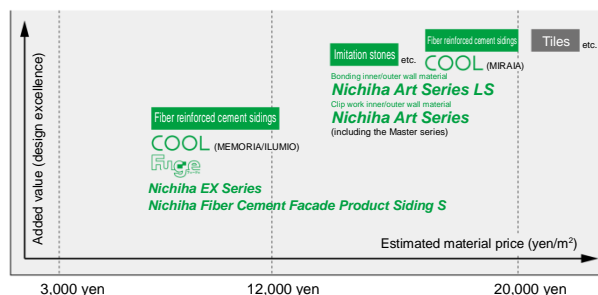 Added value (design excellence)
Fiber reinforced cement sidings
Tiles etc.
Imitation stones etc.
COOL (MIRAIA)
Bonding inner/outer wall material
Nichiha Art Series LS
Clip work inner/outer wall material
Nichiha Art Series
(including the Master series)
Fiber reinforced cement sidings
COOL (MEMORIA/ILUMIO)
Fuge
Nichiha EX Series
Nichiha Fiber Cement Facade Product Siding S
Estimated material price (yen/m²)
3,000 yen
12,000 yen
20,000 yen